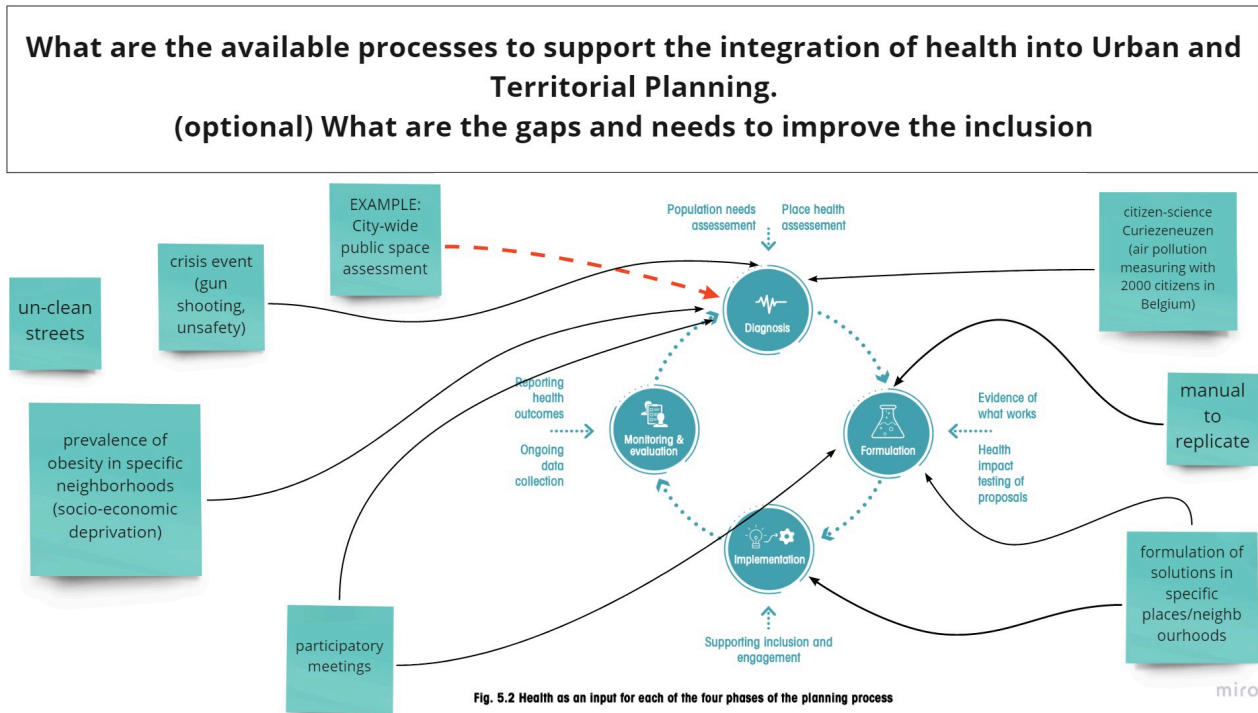 What are the available processes to support the integration of health into Urban and
Territorial Planning.
(optional) What are the gaps and needs to improve the inclusion
EXAMPLE:
City-wide
public space
assessment
crisis event
(gun
shooting,
unsafety)
un-clean
streets
prevalence of
obesity in specific
neighborhoods
(socio-economic
deprivation)
participatory
meetings
Population needs
assessment
Place health
assessment
Diagnosis
Reporting
health
outcomes
Ongoing
data
collection
Monitoring &
evaluation
Formulation
Evidence of
what works
Health
impact
testing of
proposals
Implementation
Supporting inclusion and
engagement
citizen-science
Curiezeneuzen
(air pollution
measuring with
2000 citizens in
Belgium)
manual
to
replicate
formulation of
solutions in
specific
places/neighb
ourhoods
Fig. 5.2 Health as an input for each of the four phases of the planning process
miro